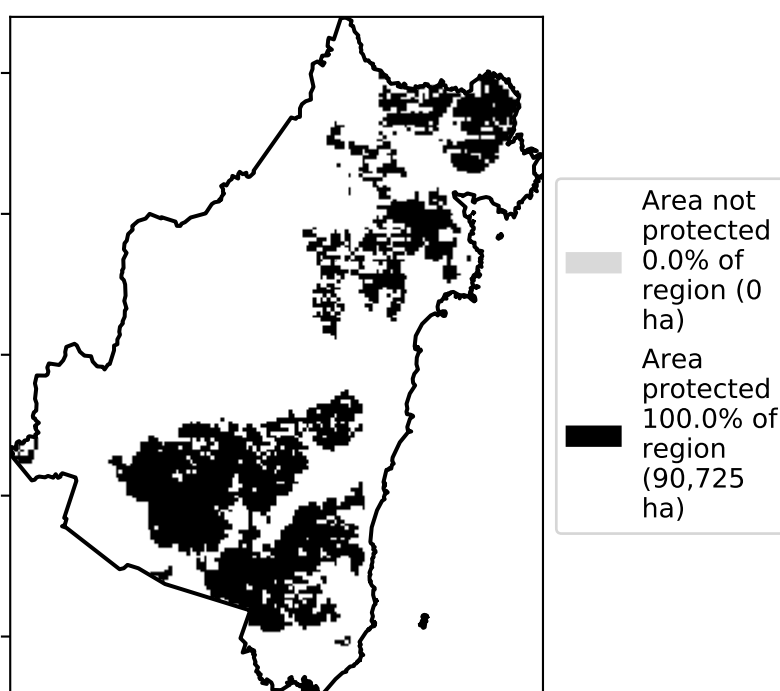 Area not
protected
0.0% of
region (0
ha)
Area
protected
100.0% of
region
(90,725
ha)